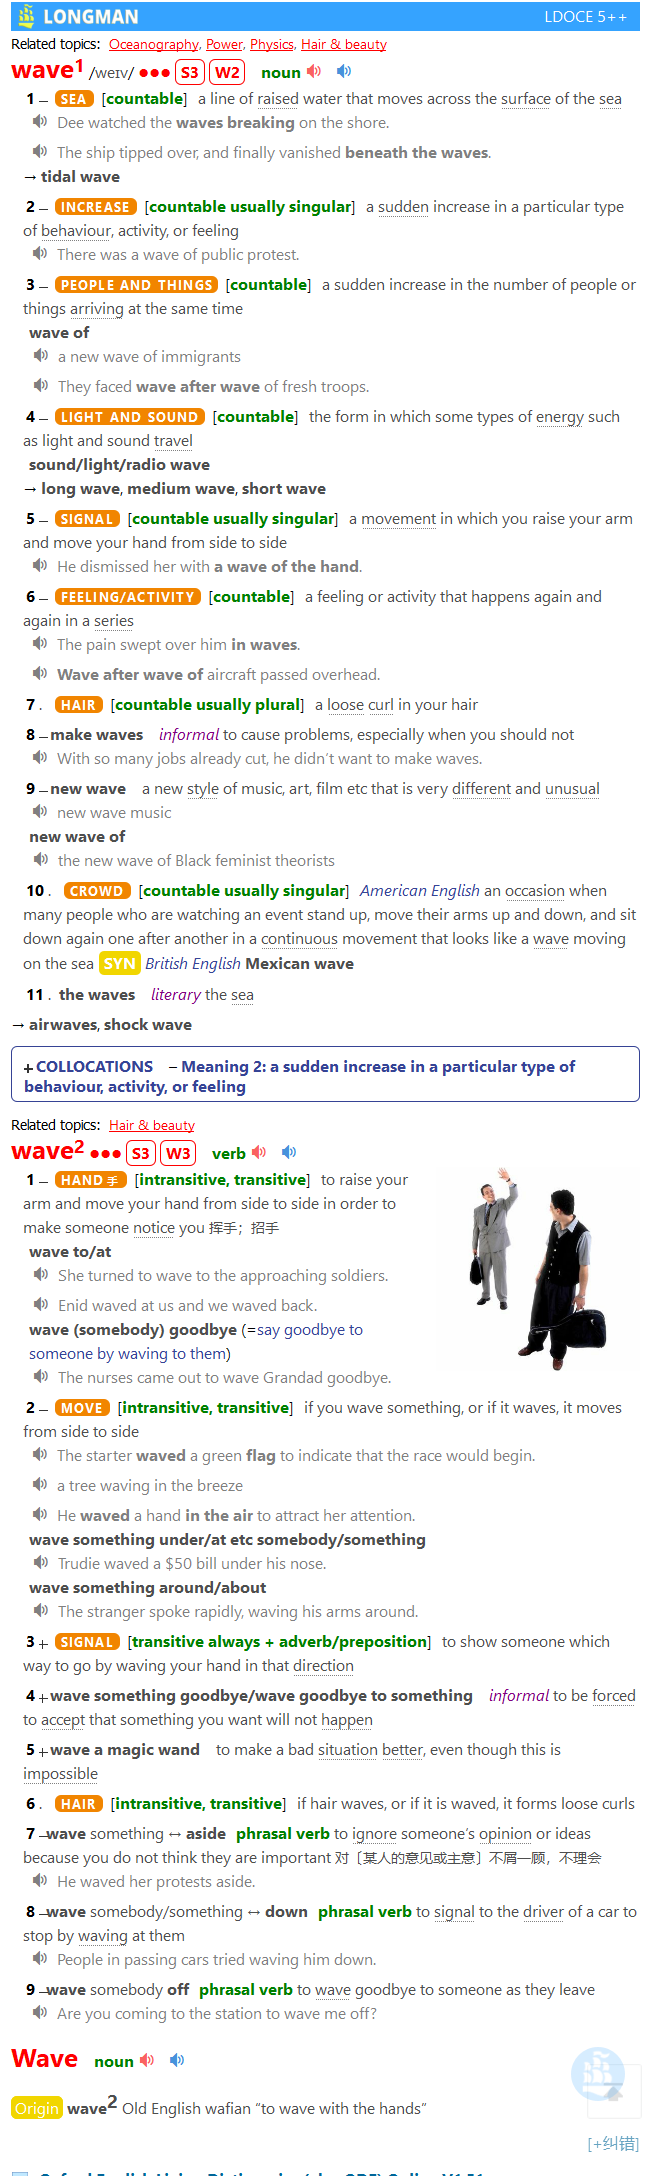 LONGMAN LDOCE 5++
Related topics: Oceanography, Power, Physics, Hair & beauty
wave1 /weɪv/ ●●● S3 W2 noun
1 – SEA [countable] a line of raised water that moves across the surface of the sea
Dee watched the waves breaking on the shore.
The ship tipped over, and finally vanished beneath the waves.
→ tidal wave
2 – INCREASE [countable usually singular] a sudden increase in a particular type
of behaviour, activity, or feeling
There was a wave of public protest.
3 – PEOPLE AND THINGS [countable] a sudden increase in the number of people or
things arriving at the same time
wave of
a new wave of immigrants
They faced wave after wave of fresh troops.
4 – LIGHT AND SOUND [countable] the form in which some types of energy such
as light and sound travel
sound/light/radio wave
→ long wave, medium wave, short wave
5 – SIGNAL [countable usually singular] a movement in which you raise your arm
and move your hand from side to side
He dismissed her with a wave of the hand.
6 – FEELING/ACTIVITY [countable] a feeling or activity that happens again and
again in a series
The pain swept over him in waves.
Wave after wave of aircraft passed overhead.
7 . HAIR [countable usually plural] a loose curl in your hair
8 – make waves informal to cause problems, especially when you should not
With so many jobs already cut, he didn’t want to make waves.
9 – new wave a new style of music, art, film etc that is very different and unusual
new wave music
new wave of
the new wave of Black feminist theorists
10 . CROWD [countable usually singular] American English an occasion when
many people who are watching an event stand up, move their arms up and down, and sit
down again one after another in a continuous movement that looks like a wave moving
on the sea SYN British English Mexican wave
11 . the waves literary the sea
→ airwaves, shock wave
+ COLLOCATIONS – Meaning 2: a sudden increase in a particular type of
behaviour, activity, or feeling
Related topics: Hair & beauty
wave2 ●●● S3 W3 verb
1 – HAND 手 [intransitive, transitive] to raise your
arm and move your hand from side to side in order to
make someone notice you 挥手；招手
wave to/at
She turned to wave to the approaching soldiers.
Enid waved at us and we waved back.
wave (somebody) goodbye (=say goodbye to
someone by waving to them)
The nurses came out to wave Grandad goodbye.
2 – MOVE [intransitive, transitive] if you wave something, or if it waves, it moves
from side to side
The starter waved a green flag to indicate that the race would begin.
a tree waving in the breeze
He waved a hand in the air to attract her attention.
wave something under/at etc somebody/something
Trudie waved a $50 bill under his nose.
wave something around/about
The stranger spoke rapidly, waving his arms around.
3 + SIGNAL [transitive always + adverb/preposition] to show someone which
way to go by waving your hand in that direction
4 + wave something goodbye/wave goodbye to something informal to be forced
to accept that something you want will not happen
5 + wave a magic wand to make a bad situation better, even though this is
impossible
6 . HAIR [intransitive, transitive] if hair waves, or if it is waved, it forms loose curls
7 – wave something ↔ aside phrasal verb to ignore someone’s opinion or ideas
because you do not think they are important 对〔某人的意见或主意〕不屑一顾，不理会
He waved her protests aside.
8 – wave somebody/something ↔ down phrasal verb to signal to the driver of a car to
stop by waving at them
People in passing cars tried waving him down.
9 – wave somebody off phrasal verb to wave goodbye to someone as they leave
Are you coming to the station to wave me off?
Wave noun
Origin wave2 Old English wafian “to wave with the hands”
[+纠错]